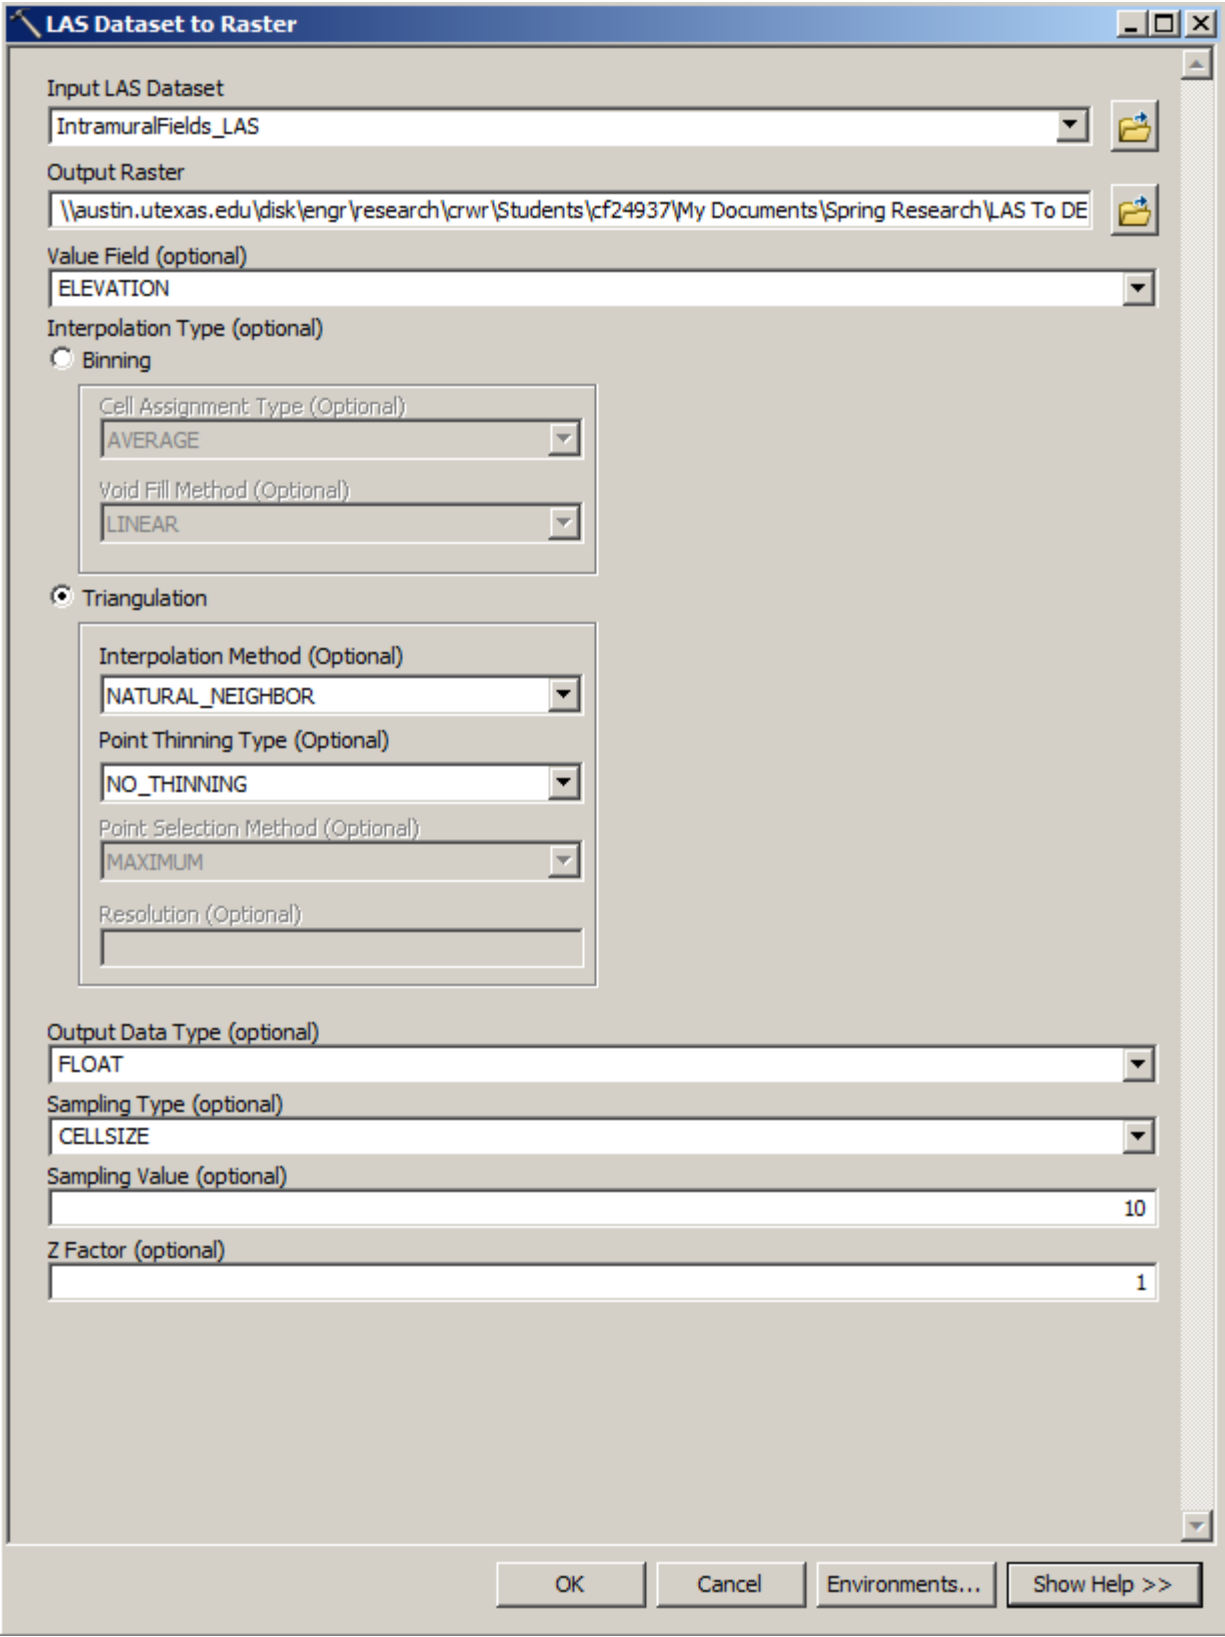 LAS Dataset to Raster
Input LAS Dataset
IntramuralFields_LAS
Output Raster
\\austin.utexas.edu\disk\engr\research\crwr\Students\cf24937\My Documents\Spring Research\LAS To DE
Value Field (optional)
ELEVATION
Interpolation Type (optional)
Binning
Cell Assignment Type (Optional)
AVERAGE
Void Fill Method (Optional)
LINEAR
Triangulation
Interpolation Method (Optional)
NATURAL_NEIGHBOR
Point Thinning Type (Optional)
NO_THINNING
Point Selection Method (Optional)
MAXIMUM
Resolution (Optional)
Output Data Type (optional)
FLOAT
Sampling Type (optional)
CELLSIZE
Sampling Value (optional)
10
Z Factor (optional)
1
OK Cancel Environments... Show Help >>